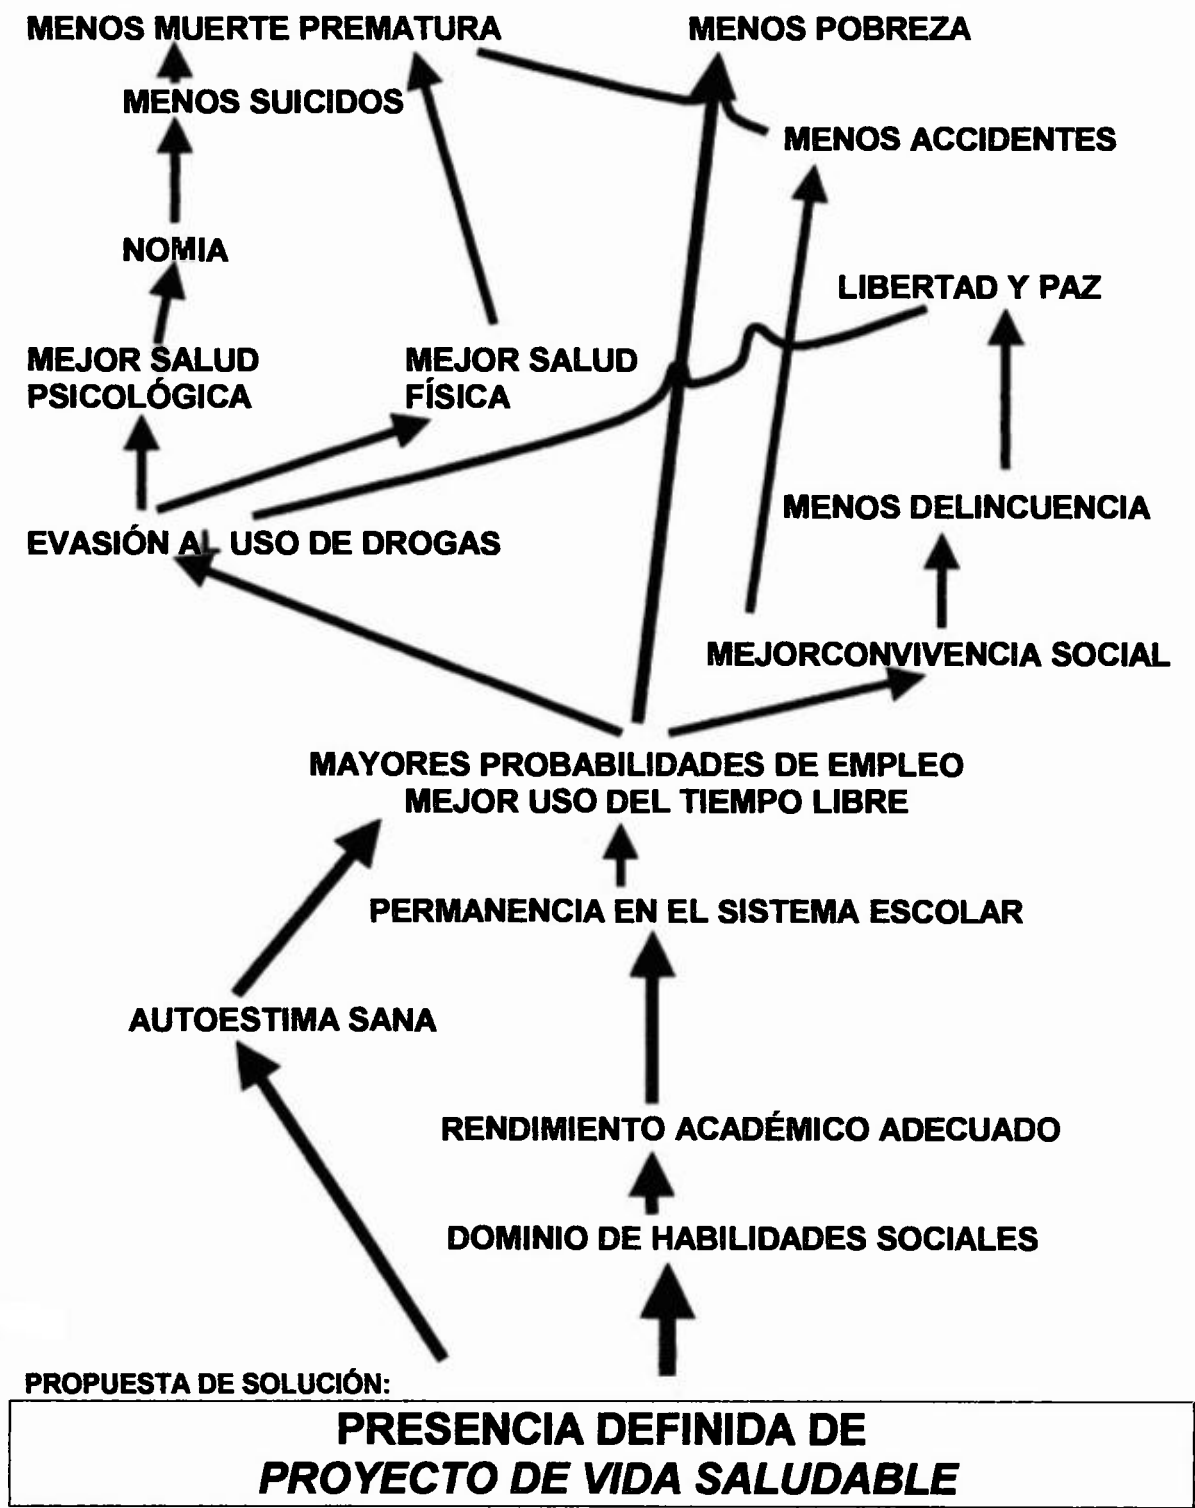 MENOS MUERTE PREMATURA
MENOS POBREZA
MENOS SUICIDOS
MENOS ACCIDENTES
NOMIA
LIBERTAD Y PAZ
MEJOR SALUD
PSICOLÓGICA
MEJOR SALUD
FÍSICA
MENOS DELINCUENCIA
EVASIÓN AL USO DE DROGAS
MEJORCONVIVENCIA SOCIAL
MAYORES PROBABILIDADES DE EMPLEO
MEJOR USO DEL TIEMPO LIBRE
PERMANENCIA EN EL SISTEMA ESCOLAR
AUTOESTIMA SANA
RENDIMIENTO ACADÉMICO ADECUADO
DOMINIO DE HABILIDADES SOCIALES
PROPUESTA DE SOLUCIÓN:
PRESENCIA DEFINIDA DE
PROYECTO DE VIDA SALUDABLE